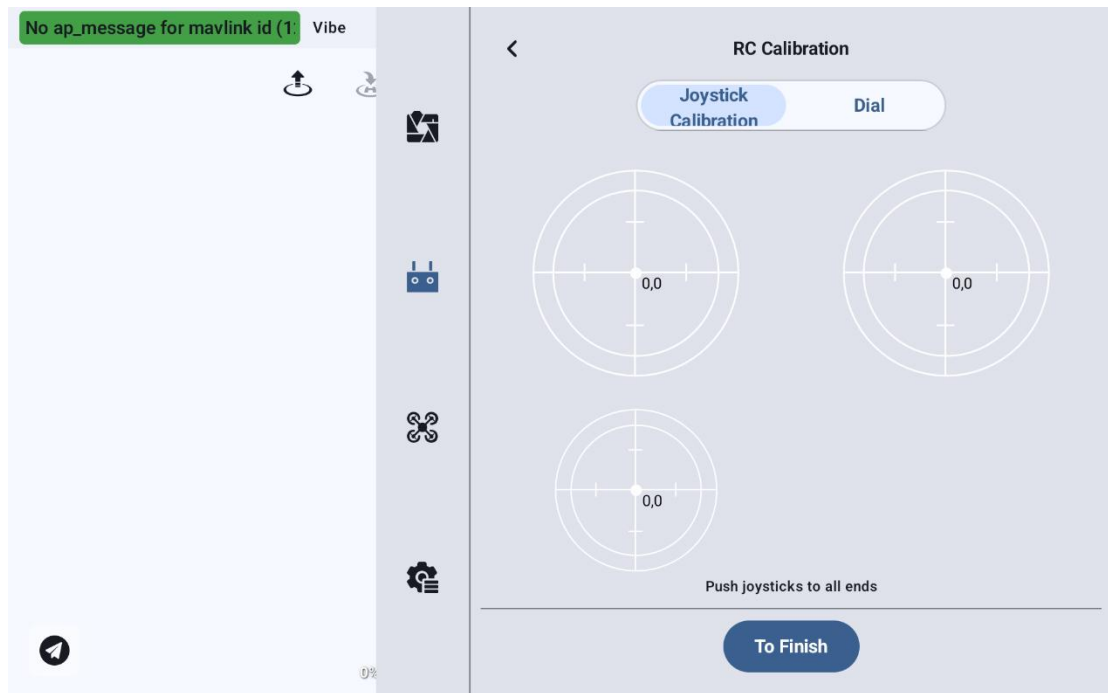 No ap_message for mavlink id (1
Vibe
RC Calibration
Joystick
Calibration
Dial
0,0
0,0
0,0
Push joysticks to all ends
To Finish
0%